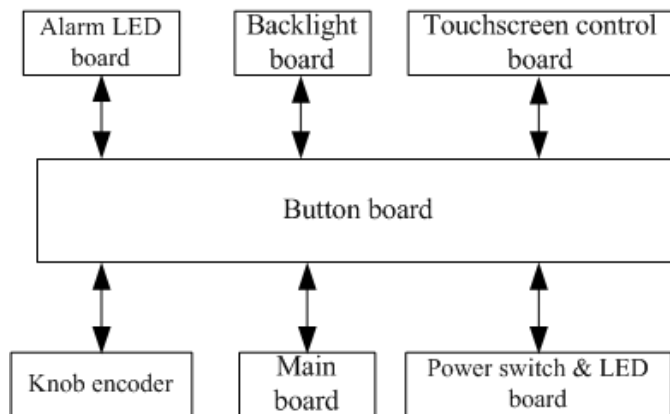 Alarm LED
board
Backlight
board
Touchscreen control
board
Button board
Knob encoder
Main
board
Power switch & LED
board